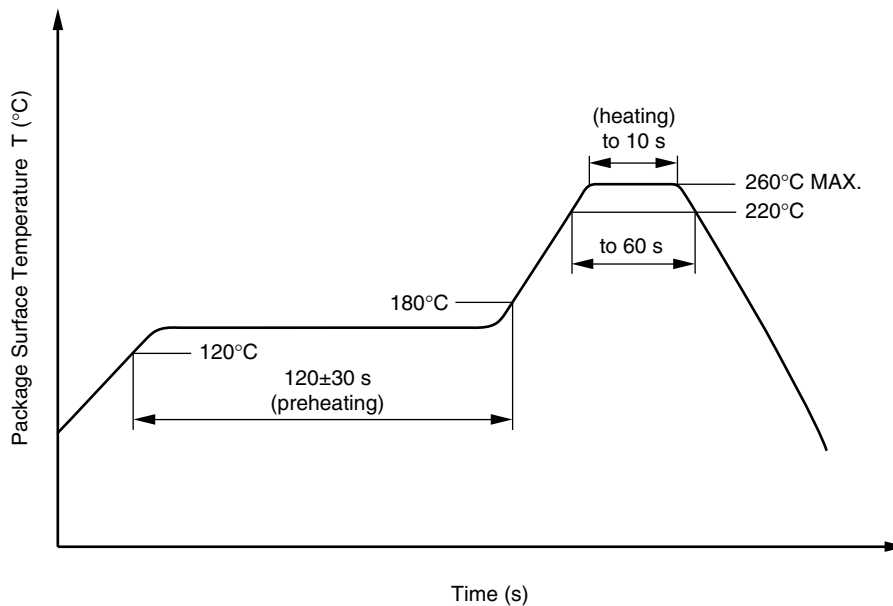 Package Surface Temperature T (°C)
(heating)
to 10 s
260°C MAX.
220°C
to 60 s
180°C
120°C
120±30 s
(preheating)
Time (s)